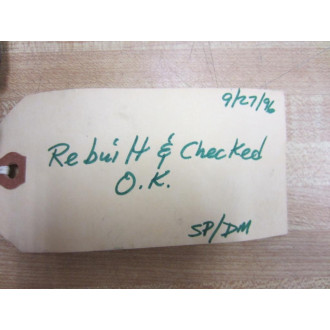 9/27/96
Rebuilt & Checked
O.K.
SP/DM